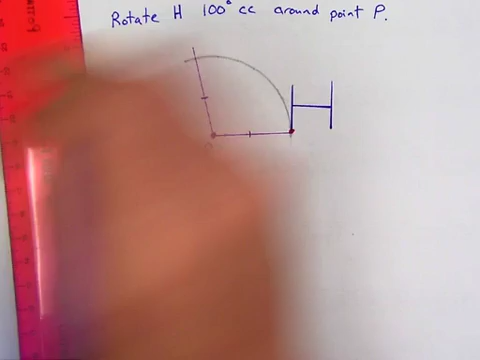 Rotate H 100° cc around point P.
H